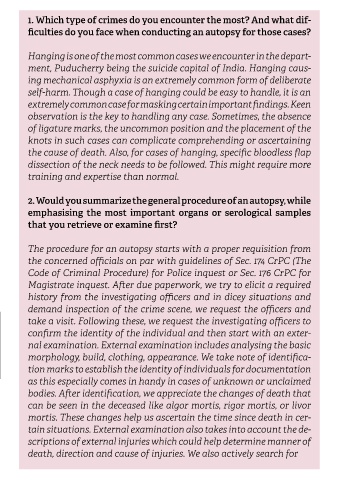 1. Which type of crimes do you encounter the most? And what dif-
ficulties do you face when conducting an autopsy for those cases?
Hanging is one of the most common cases we encounter in the depart-
ment, Puducherry being the suicide capital of India. Hanging caus-
ing mechanical asphyxia is an extremely common form of deliberate
self-harm. Though a case of hanging could be easy to handle, it is an
extremely common case for masking certain important findings. Keen
observation is the key to handling any case. Sometimes, the absence
of ligature marks, the uncommon position and the placement of the
knots in such cases can complicate comprehending or ascertaining
the cause of death. Also, for cases of hanging, specific bloodless flap
dissection of the neck needs to be followed. This might require more
training and expertise than normal.
2. Would you summarize the general procedure of an autopsy, while
emphasising the most important organs or serological samples
that you retrieve or examine first?
The procedure for an autopsy starts with a proper requisition from
the concerned officials on par with guidelines of Sec. 174 CrPC (The
Code of Criminal Procedure) for Police inquest or Sec. 176 CrPC for
Magistrate inquest. After due paperwork, we try to elicit a required
history from the investigating officers and in dicey situations and
demand inspection of the crime scene, we request the officers and
take a visit. Following these, we request the investigating officers to
confirm the identity of the individual and then start with an exter-
nal examination. External examination includes analysing the basic
morphology, build, clothing, appearance. We take note of identifica-
tion marks to establish the identity of individuals for documentation
as this especially comes in handy in cases of unknown or unclaimed
bodies. After identification, we appreciate the changes of death that
can be seen in the deceased like algor mortis, rigor mortis, or livor
mortis. These changes help us ascertain the time since death in cer-
tain situations. External examination also takes into account the de-
scriptions of external injuries which could help determine manner of
death, direction and cause of injuries. We also actively search for